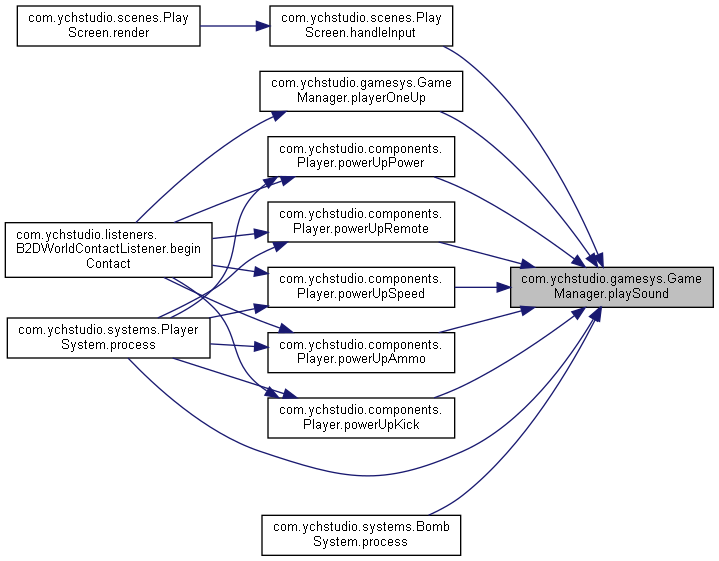 com.ychstudio.scenes.Play
Screen.render
com.ychstudio.scenes.Play
Screen.handleInput
com.ychstudio.gamesys.Game
Manager.playerOneUp
com.ychstudio.components.
Player.powerUpPower
com.ychstudio.listeners.
B2DWorldContactListener.begin
Contact
com.ychstudio.components.
Player.powerUpRemote
com.ychstudio.components.
Player.powerUpSpeed
com.ychstudio.gamesys.Game
Manager.playSound
com.ychstudio.systems.Player
System.process
com.ychstudio.components.
Player.powerUpAmmo
com.ychstudio.components.
Player.powerUpKick
com.ychstudio.systems.Bomb
System.process